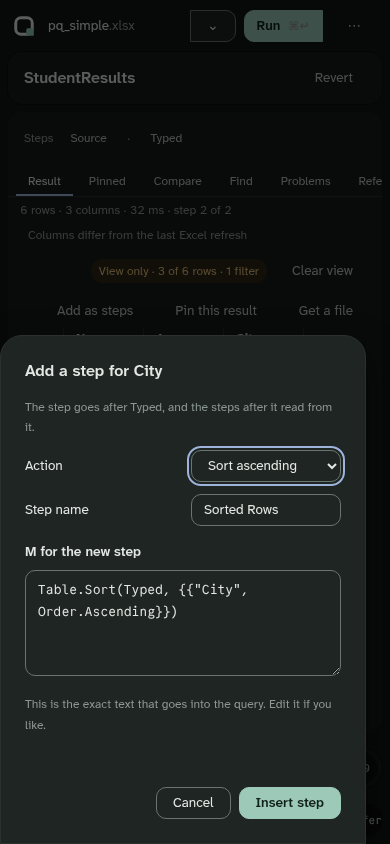 pq_simple.xlsx
Run ⌘↵
StudentResults
Revert
Steps Source · Typed
Result Pinned Compare Find Problems Refe
6 rows · 3 columns · 32 ms · step 2 of 2
Columns differ from the last Excel refresh
View only · 3 of 6 rows · 1 filter
Clear view
Add as steps Pin this result Get a file
Add a step for City
The step goes after Typed, and the steps after it read from
it.
Action Sort ascending
Step name Sorted Rows
M for the new step
Table.Sort(Typed, {{"City",
Order.Ascending}})
This is the exact text that goes into the query. Edit it if you
like.
Cancel Insert step